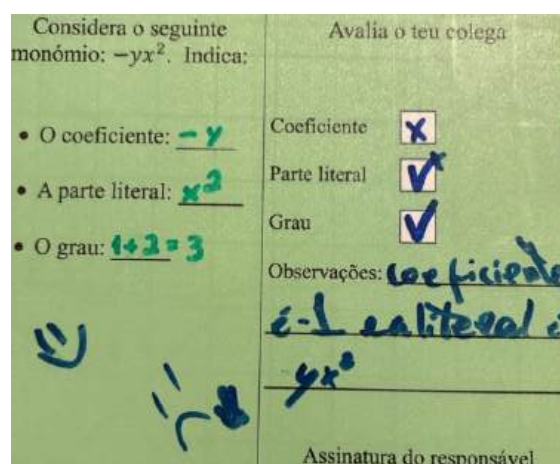 Considera o seguinte
monómio: −yx². Indica:
• O coeficiente: -y
• A parte literal: x²
• O grau: 1+2=3
Avalia o teu colega
Coeficiente x
Parte literal ✓x
Grau ✓
Observações: coeficiente
é -1 e a literal é
yx²
Assinatura do responsável